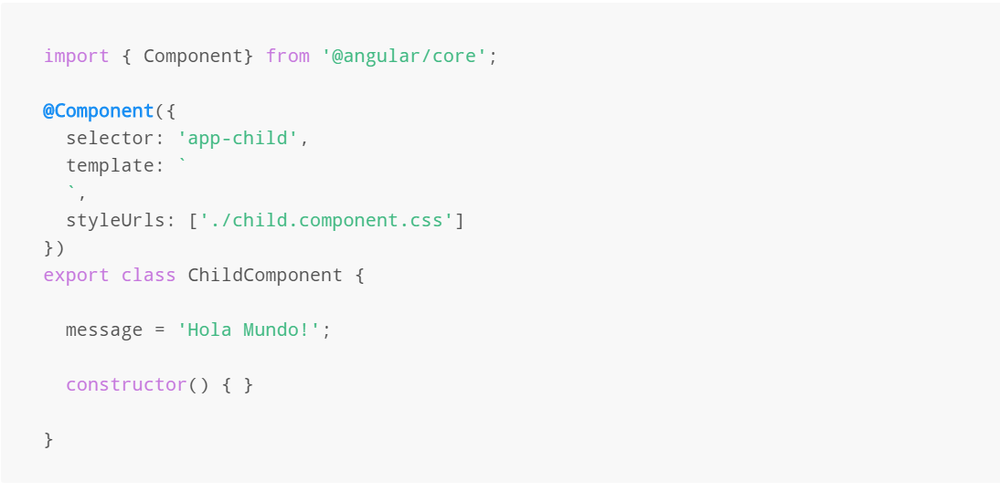 import { Component} from '@angular/core';
@Component({
  selector: 'app-child',
  template: `
  `,
  styleUrls: ['./child.component.css']
})
export class ChildComponent {
  message = 'Hola Mundo!';
  constructor() { }
}